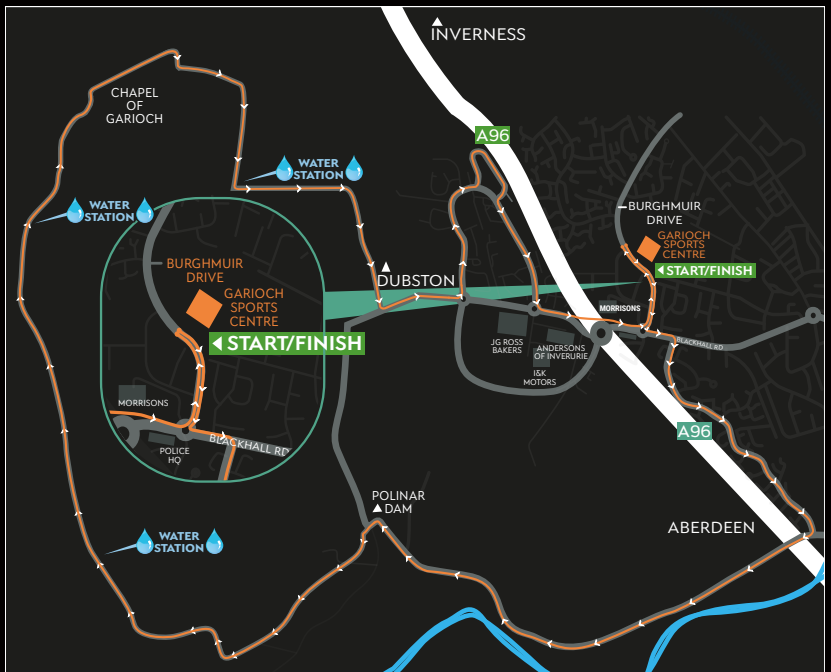 INVERNESS
CHAPEL
OF
GARIOCH
A96
WATER
STATION
WATER
STATION
BURGHMUIR
DRIVE
GARIOCH
SPORTS
CENTRE
START/FINISH
DUBSTON
BURGHMUIR
DRIVE
GARIOCH
SPORTS
CENTRE
START/FINISH
MORRISONS
JG ROSS
BAKERS
ANDERSONS
OF INVERURIE
I&K
MOTORS
BLACKHALL RD
MORRISONS
POLICE
HQ
BLACKHALL RD
A96
POLINAR
DAM
ABERDEEN
WATER
STATION